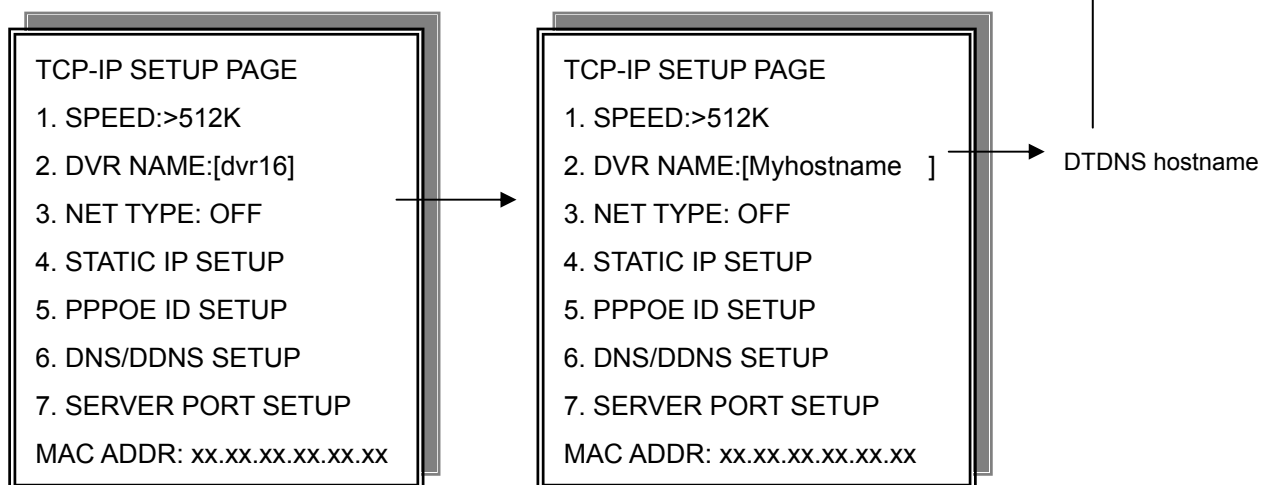 TCP-IP SETUP PAGE
1. SPEED:>512K
2. DVR NAME:[dvr16]
3. NET TYPE: OFF
4. STATIC IP SETUP
5. PPPOE ID SETUP
6. DNS/DDNS SETUP
7. SERVER PORT SETUP
MAC ADDR: xx.xx.xx.xx.xx.xx
TCP-IP SETUP PAGE
1. SPEED:>512K
2. DVR NAME:[Myhostname ]
3. NET TYPE: OFF
4. STATIC IP SETUP
5. PPPOE ID SETUP
6. DNS/DDNS SETUP
7. SERVER PORT SETUP
MAC ADDR: xx.xx.xx.xx.xx.xx
DTDNS hostname